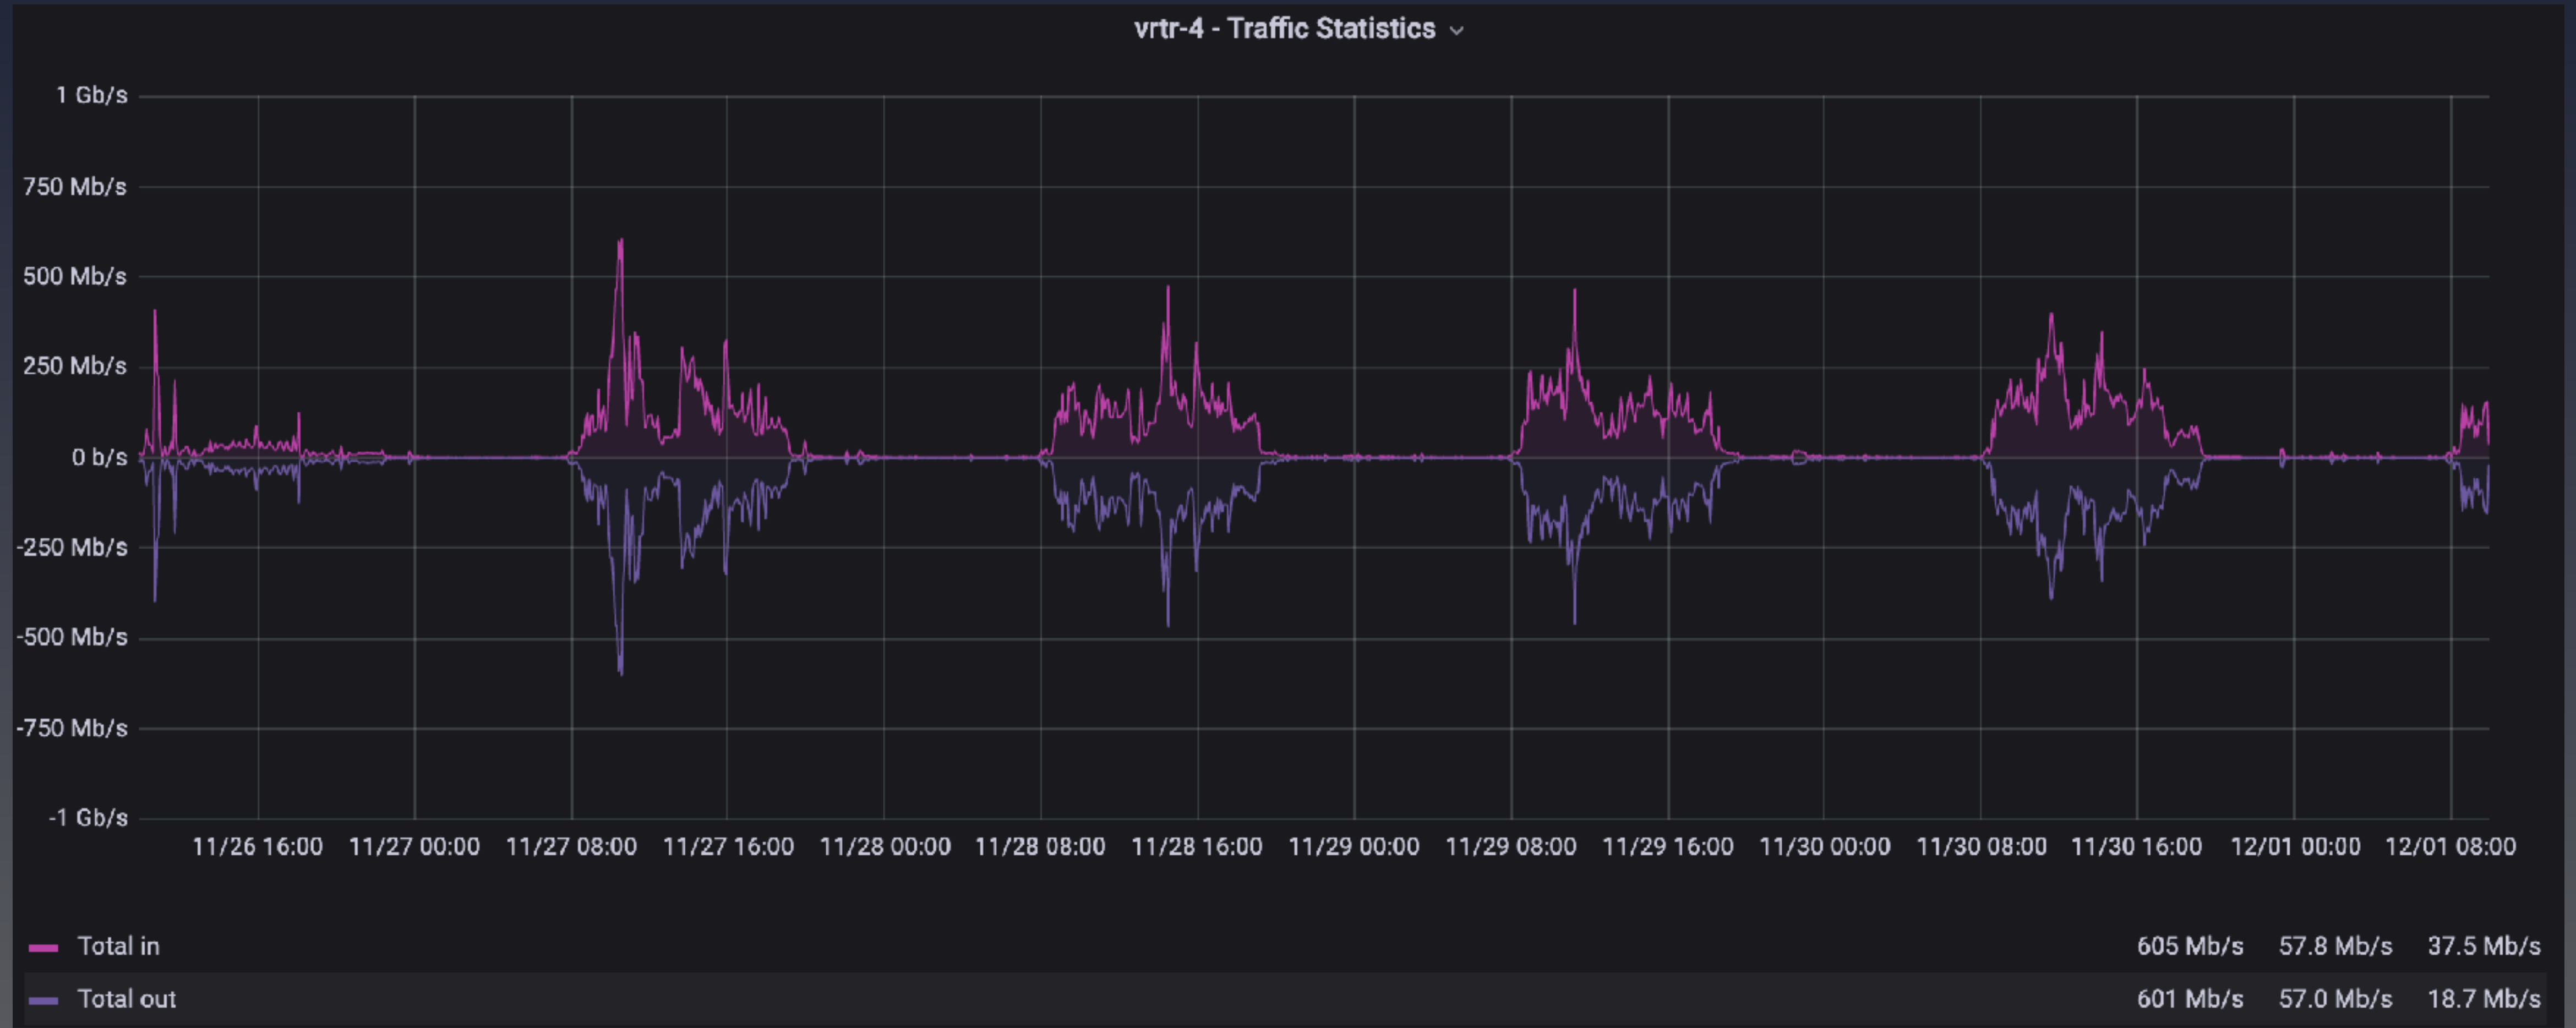 vrtr-4 - Traffic Statistics
1 Gb/s
750 Mb/s
500 Mb/s
250 Mb/s
0 b/s
-250 Mb/s
-500 Mb/s
-750 Mb/s
-1 Gb/s
11/26 16:00 11/27 00:00 11/27 08:00 11/27 16:00 11/28 00:00 11/28 08:00 11/28 16:00 11/29 00:00 11/29 08:00 11/29 16:00 11/30 00:00 11/30 08:00 11/30 16:00 12/01 00:00 12/01 08:00
Total in 605 Mb/s 57.8 Mb/s 37.5 Mb/s
Total out 601 Mb/s 57.0 Mb/s 18.7 Mb/s